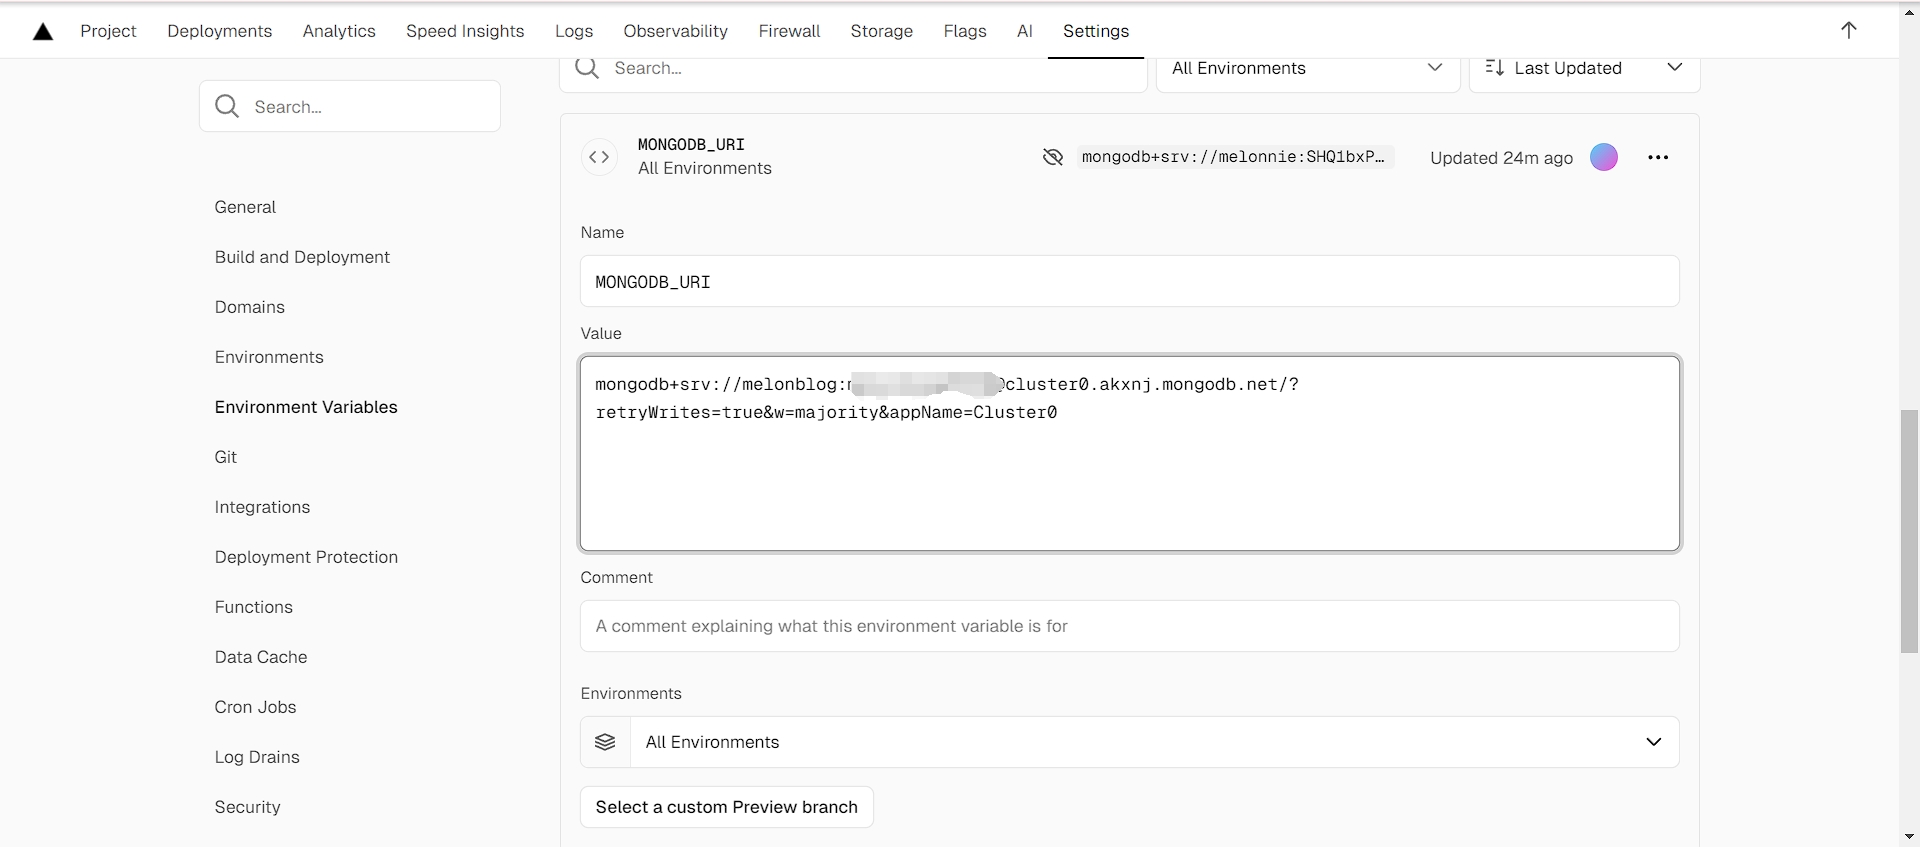 Project Deployments Analytics Speed Insights Logs Observability Firewall Storage Flags AI Settings
Search...
All Environments
Last Updated
Search...
General
Build and Deployment
Domains
Environments
Environment Variables
Git
Integrations
Deployment Protection
Functions
Data Cache
Cron Jobs
Log Drains
Security
MONGODB_URI
All Environments
mongodb+srv://melonnie:SHQ1bxP…
Updated 24m ago
Name
MONGODB_URI
Value
mongodb+srv://melonblog: @cluster0.akxnj.mongodb.net/?
retryWrites=true&w=majority&appName=Cluster0
Comment
A comment explaining what this environment variable is for
Environments
All Environments
Select a custom Preview branch